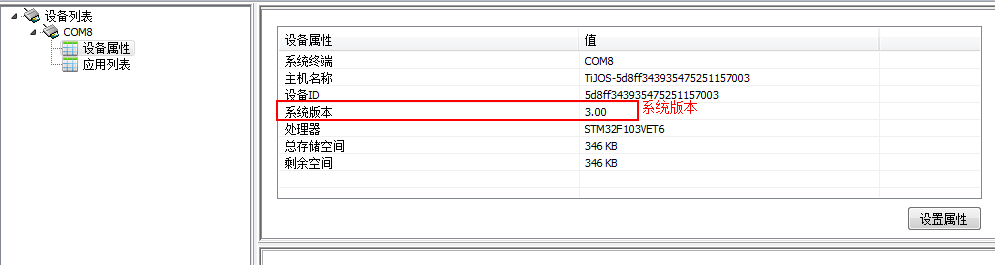 设备列表
COM8
设备属性
应用列表
设备属性 值
系统终端 COM8
主机名称 TiJOS-5d8ff343935475251157003
设备ID 5d8ff343935475251157003
系统版本 3.00 系统版本
处理器 STM32F103VET6
总存储空间 346 KB
剩余空间 346 KB
设置属性